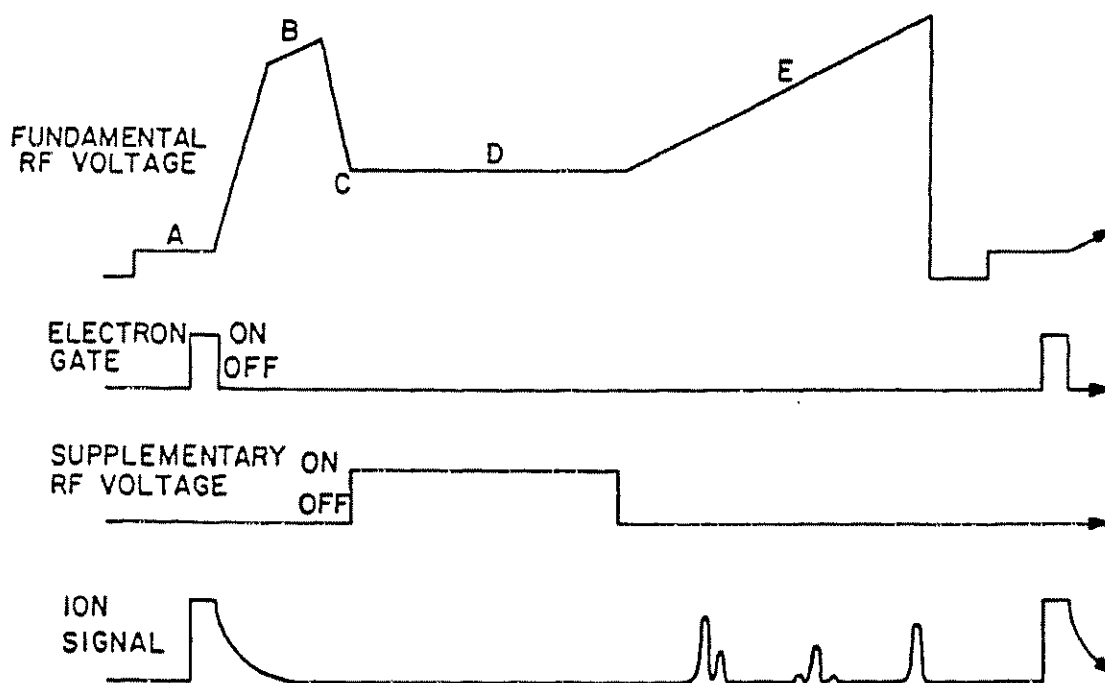 B
E
FUNDAMENTAL
RF VOLTAGE
D
C
A
ELECTRON ON
GATE OFF
SUPPLEMENTARY ON
RF VOLTAGE OFF
ION
SIGNAL